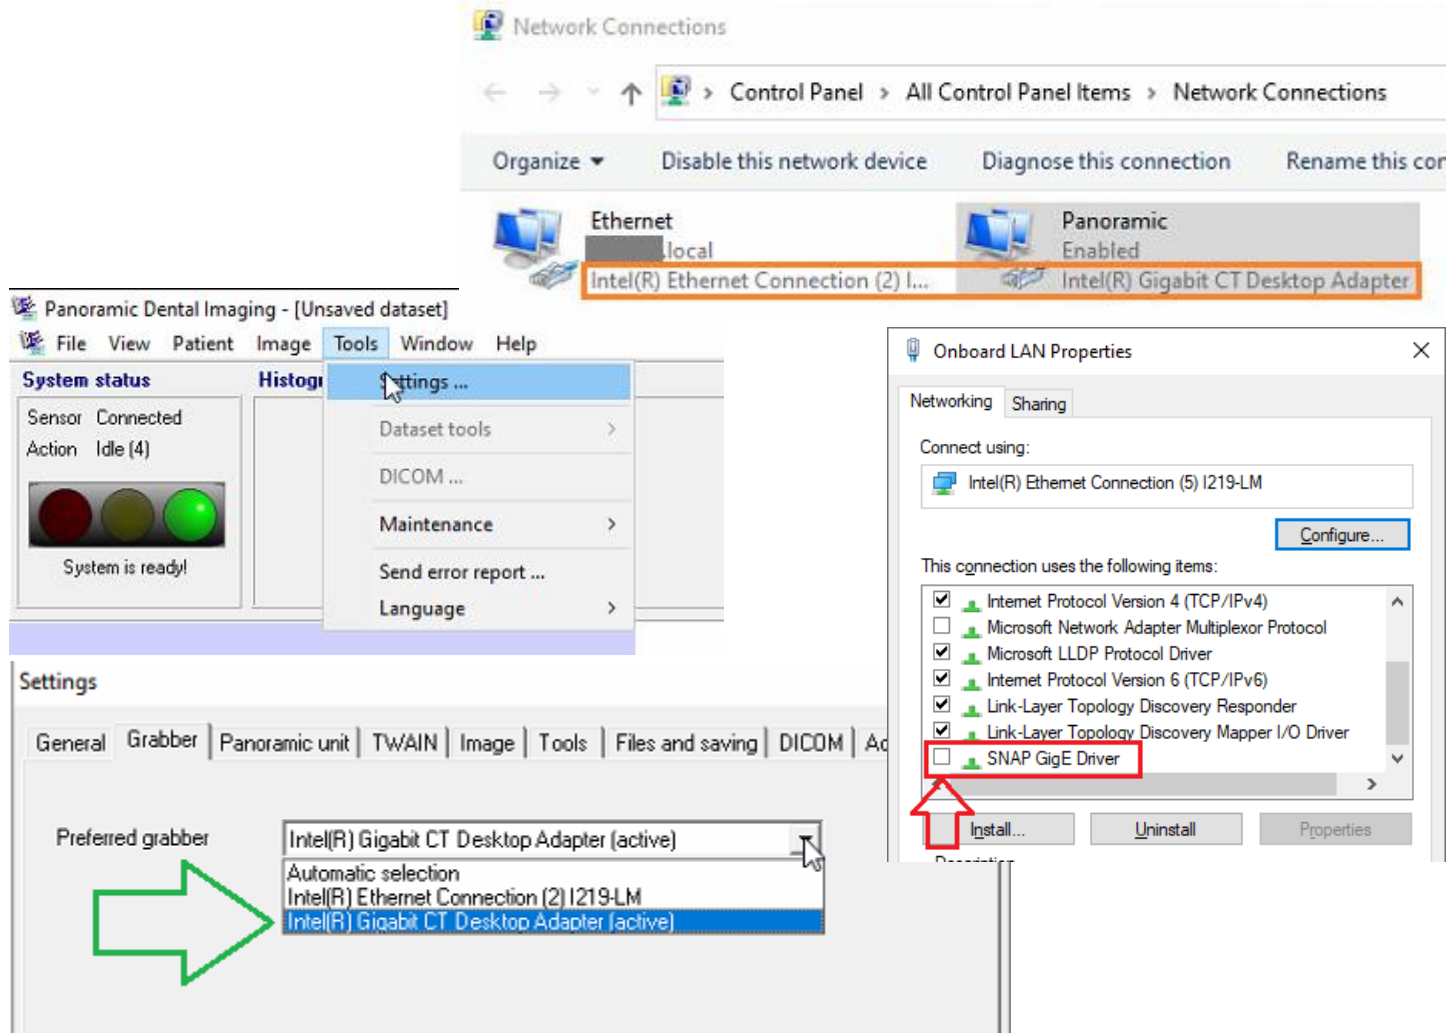 Network Connections
Control Panel > All Control Panel Items > Network Connections
Organize Disable this network device Diagnose this connection Rename this cor
Ethernet
.local
Intel(R) Ethernet Connection (2) I...
Panoramic
Enabled
Intel(R) Gigabit CT Desktop Adapter
Panoramic Dental Imaging - [Unsaved dataset]
File View Patient Image Tools Window Help
System status
Sensor Connected
Action Idle (4)
System is ready!
Histogr
Settings ...
Dataset tools >
DICOM ...
Maintenance >
Send error report ...
Language >
Onboard LAN Properties
Networking Sharing
Connect using:
Intel(R) Ethernet Connection (5) I219-LM
Configure...
This connection uses the following items:
Internet Protocol Version 4 (TCP/IPv4)
Microsoft Network Adapter Multiplexor Protocol
Microsoft LLDP Protocol Driver
Internet Protocol Version 6 (TCP/IPv6)
Link-Layer Topology Discovery Responder
Link-Layer Topology Discovery Mapper I/O Driver
SNAP GigE Driver
Install... Uninstall Properties
Settings
General Grabber Panoramic unit TWAIN Image Tools Files and saving DICOM Ac
Preferred grabber
Intel(R) Gigabit CT Desktop Adapter (active)
Automatic selection
Intel(R) Ethernet Connection (2) I219-LM
Intel(R) Gigabit CT Desktop Adapter (active)